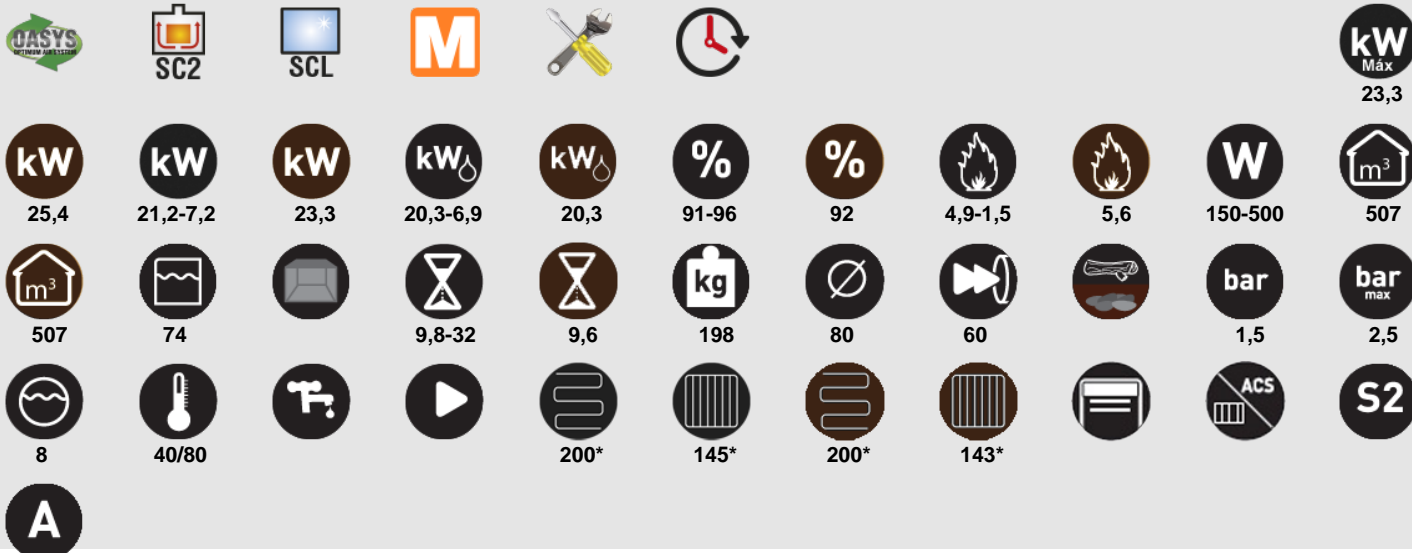 OASYS
OPTIMUM AIR SYSTEM
SC2
SCL
M
kW
Máx
23,3
kW kW kW kW kW % % W m³
25,4 21,2-7,2 23,3 20,3-6,9 20,3 91-96 92 4,9-1,5 5,6 150-500 507
m³ kg Ø bar bar
max
507 74 9,8-32 9,6 198 80 60 1,5 2,5
ACS S2
8 40/80 200* 145* 200* 143*
A